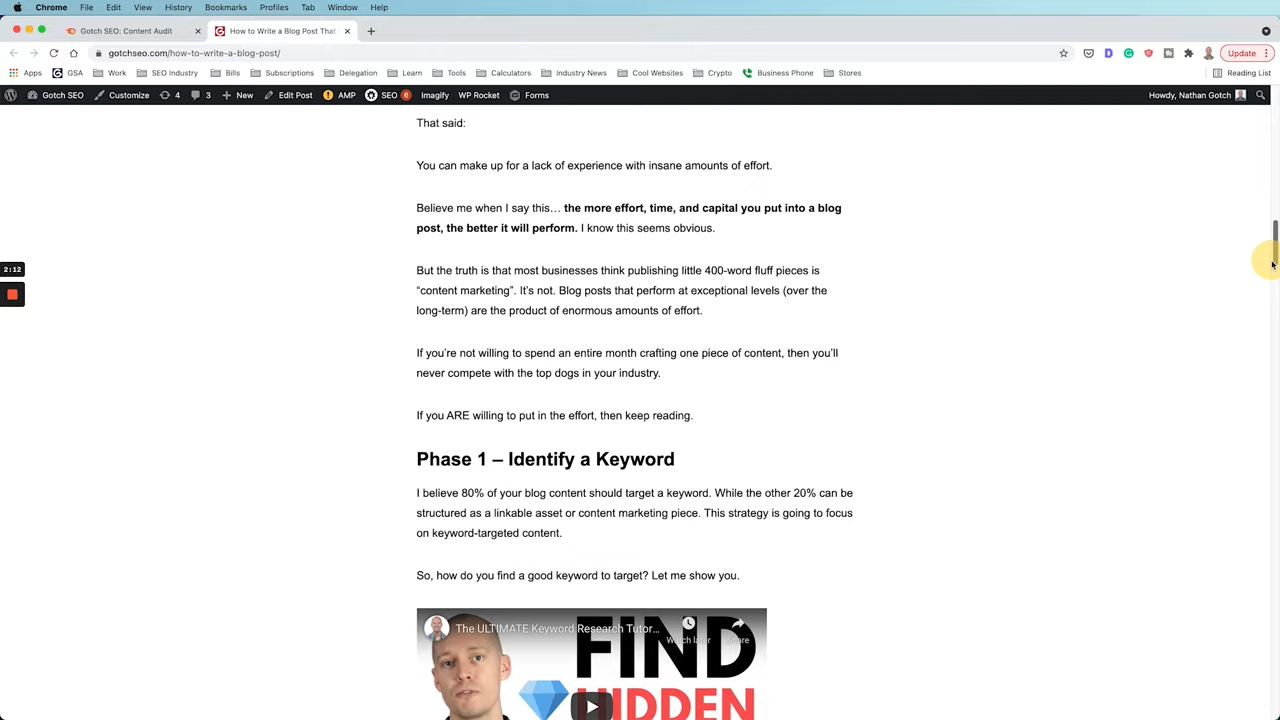 Chrome File Edit View History Bookmarks Profiles Tab Window Help
Gotch SEO: Content Audit × How to Write a Blog Post That × +
gotchseo.com/how-to-write-a-blog-post/ Update
Apps GSA Work SEO Industry Bills Subscriptions Delegation Learn Tools Calculators Industry News Cool Websites Crypto Business Phone Stores Reading List
Gotch SEO Customize 4 3 + New Edit Post AMP SEO 6 Imagify WP Rocket Forms Howdy, Nathan Gotch
That said:
You can make up for a lack of experience with insane amounts of effort.
Believe me when I say this… the more effort, time, and capital you put into a blog
post, the better it will perform. I know this seems obvious.
2:12
But the truth is that most businesses think publishing little 400-word fluff pieces is
“content marketing”. It’s not. Blog posts that perform at exceptional levels (over the
long-term) are the product of enormous amounts of effort.
If you’re not willing to spend an entire month crafting one piece of content, then you’ll
never compete with the top dogs in your industry.
If you ARE willing to put in the effort, then keep reading.
Phase 1 – Identify a Keyword
I believe 80% of your blog content should target a keyword. While the other 20% can be
structured as a linkable asset or content marketing piece. This strategy is going to focus
on keyword-targeted content.
So, how do you find a good keyword to target? Let me show you.
The ULTIMATE Keyword Research Tutor...
Watch later Share
FIND
HIDDEN